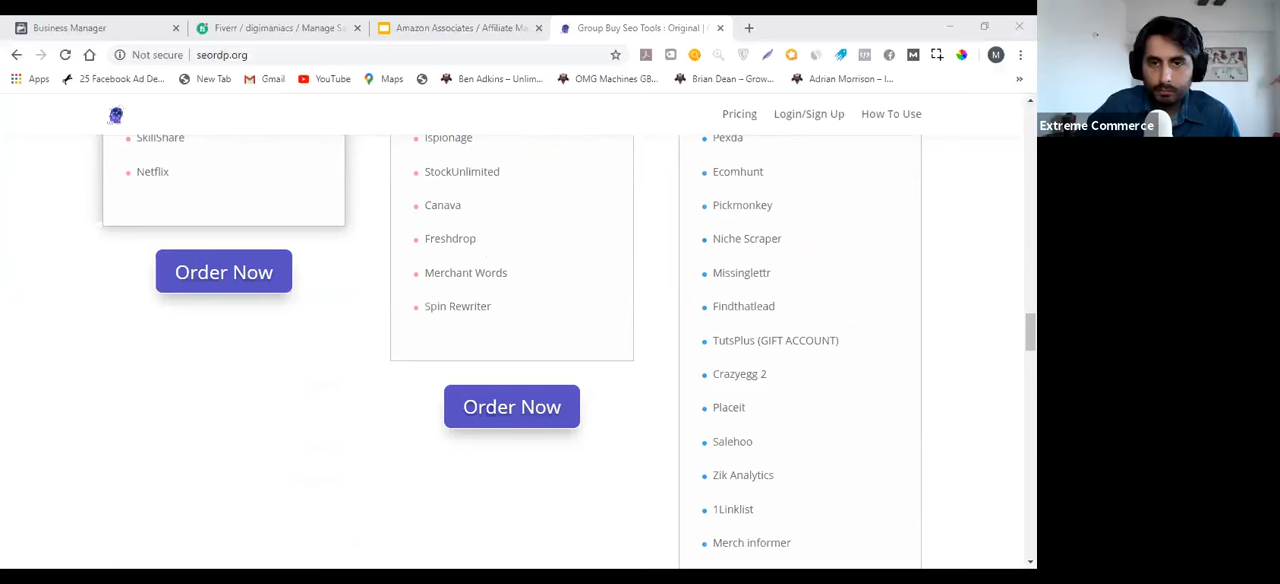 Business Manager
Fiverr / digimaniacs / Manage Sa
Amazon Associates / Affiliate Ma
Group Buy Seo Tools : Original |
Not secure | seordp.org
Apps
25 Facebook Ad De...
New Tab
Gmail
YouTube
Maps
Ben Adkins – Unlim...
OMG Machines GB...
Brian Dean – Grow...
Adrian Morrison – I...
Pricing
Login/Sign Up
How To Use
SkillShare
Netflix
Order Now
Ispionage
StockUnlimited
Canava
Freshdrop
Merchant Words
Spin Rewriter
Order Now
Pexda
Ecomhunt
Pickmonkey
Niche Scraper
Missinglettr
Findthatlead
TutsPlus (GIFT ACCOUNT)
Crazyegg 2
Placeit
Salehoo
Zik Analytics
1Linklist
Merch informer
Extreme Commerce